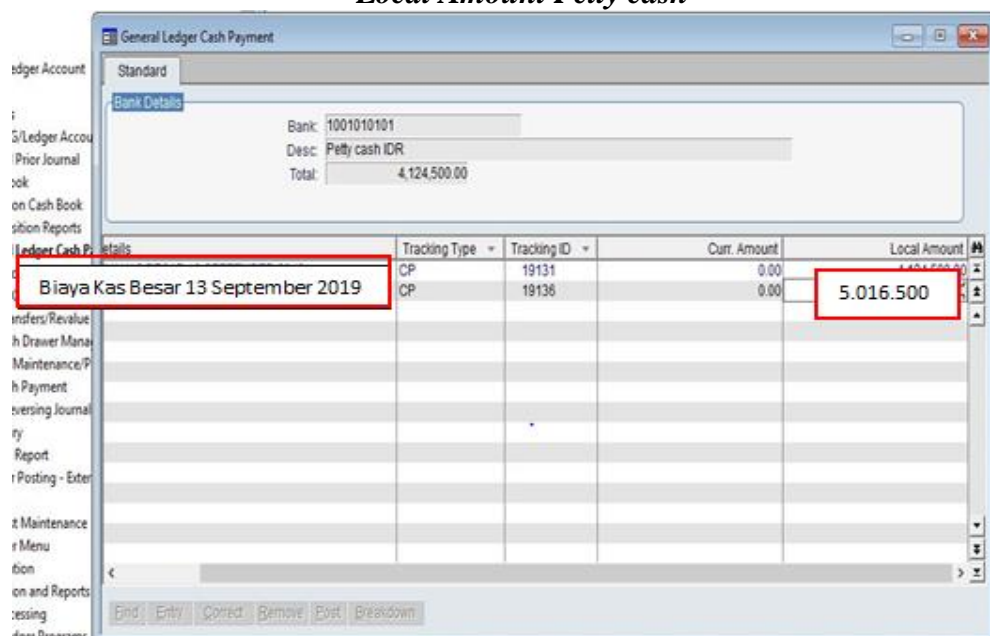 Local Amount Petty cash
General Ledger Cash Payment
edger Account
Standard
Bank Details
Bank: 1001010101
Desc: Petty cash IDR
Total: 4,124,500.00
G/Ledger Accou
Prior Journal
ook
on Cash Book
sition Reports
Ledger Cash Pa
etails Tracking Type Tracking ID Curr. Amount Local Amount
CP 19131 0.00
Biaya Kas Besar 13 September 2019 CP 19136 0.00 5.016.500
ansfers/Revalue
h Drawer Mana
Maintenance/P
h Payment
eversing Journal
ry
Report
r Posting - Exter
t Maintenance
r Menu
tion
on and Reports
cessing
Find Entry Correct Remove Post Breakdown